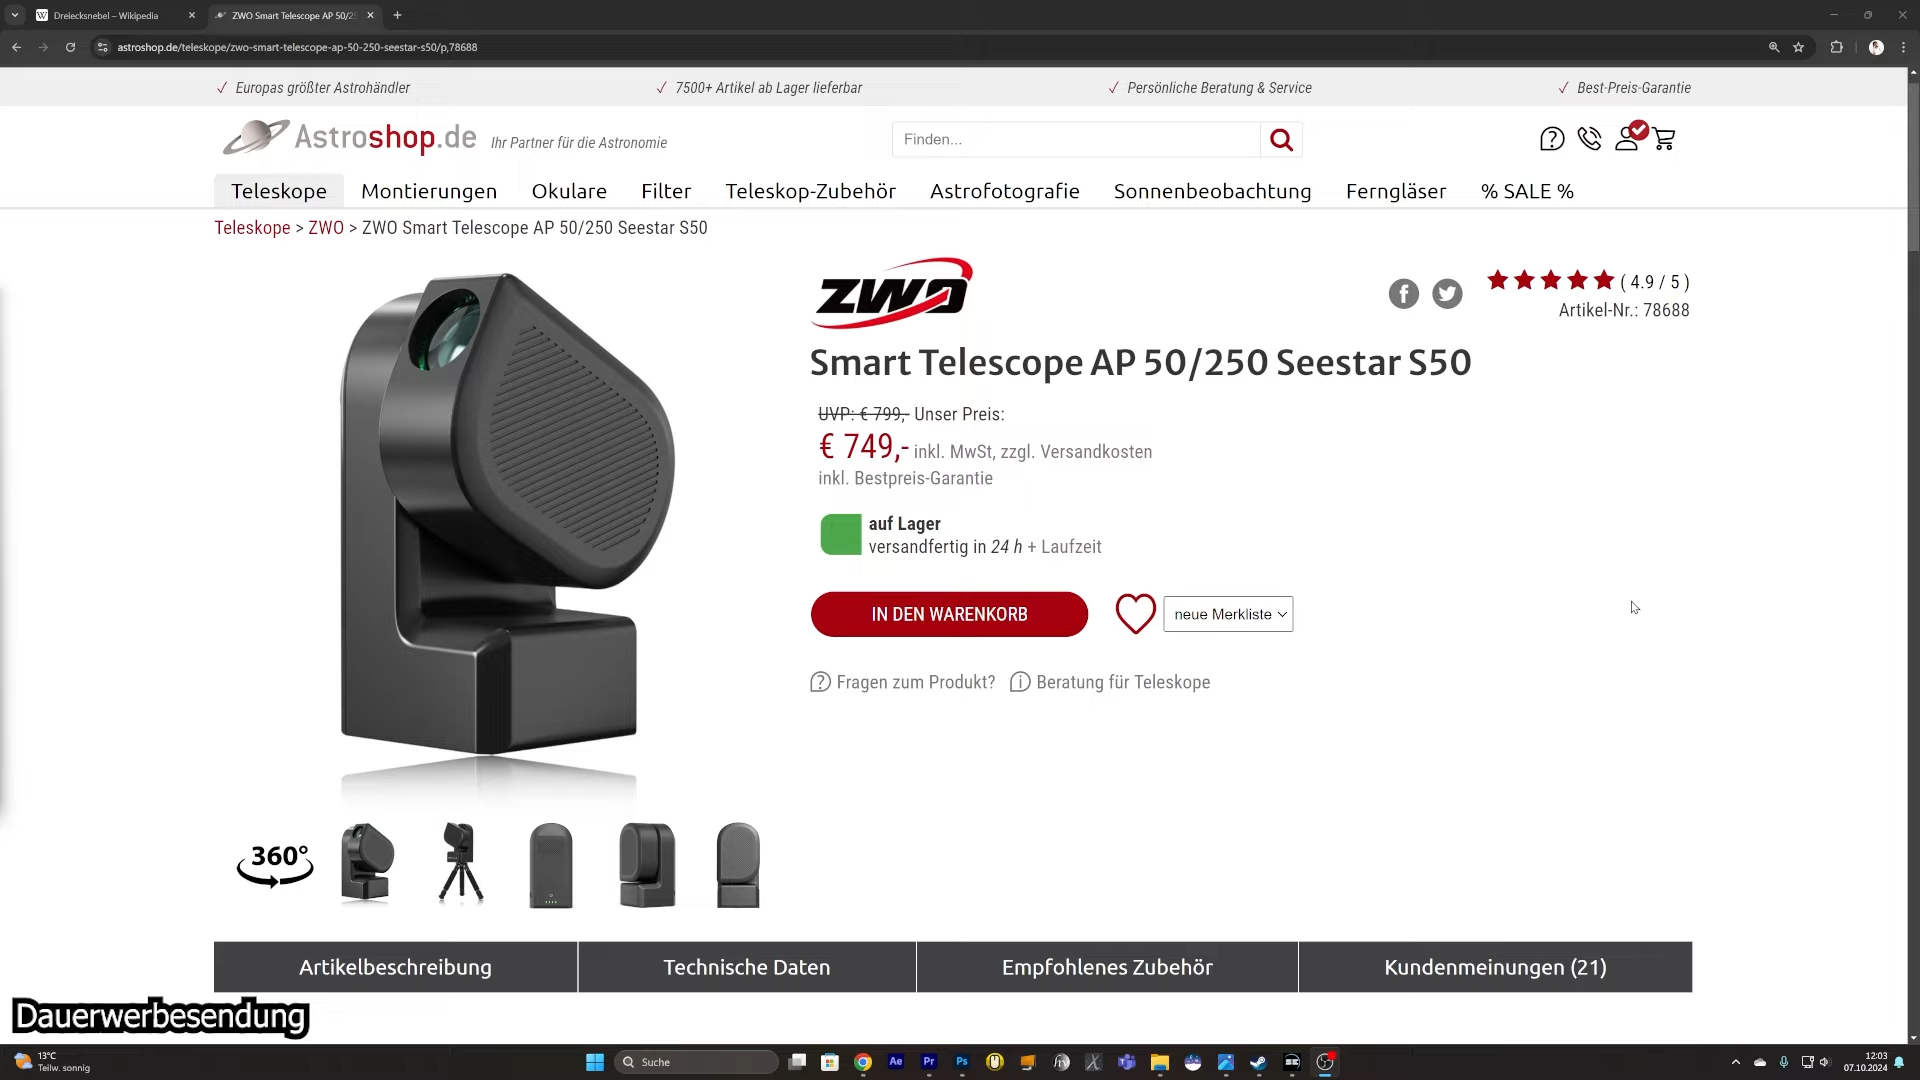 Dreiecksnebel – Wikipedia
ZWO Smart Telescope AP 50/25
astroshop.de/teleskope/zwo-smart-telescope-ap-50-250-seestar-s50/p,78688
Europas größter Astrohändler
7500+ Artikel ab Lager lieferbar
Persönliche Beratung & Service
Best-Preis-Garantie
Astroshop.de
Ihr Partner für die Astronomie
Finden...
Teleskope
Montierungen
Okulare
Filter
Teleskop-Zubehör
Astrofotografie
Sonnenbeobachtung
Ferngläser
% SALE %
Teleskope > ZWO > ZWO Smart Telescope AP 50/250 Seestar S50
ZWO
( 4.9 / 5 )
Artikel-Nr.: 78688
Smart Telescope AP 50/250 Seestar S50
UVP: € 799,- Unser Preis:
€ 749,- inkl. MwSt, zzgl. Versandkosten
inkl. Bestpreis-Garantie
auf Lager
versandfertig in 24 h + Laufzeit
IN DEN WARENKORB
neue Merkliste
Fragen zum Produkt?
Beratung für Teleskope
360°
Artikelbeschreibung
Technische Daten
Empfohlenes Zubehör
Kundenmeinungen (21)
Dauerwerbesendung
13°C
Teilw. sonnig
Suche
Ae
Pr
Ps
12:03
07.10.2024